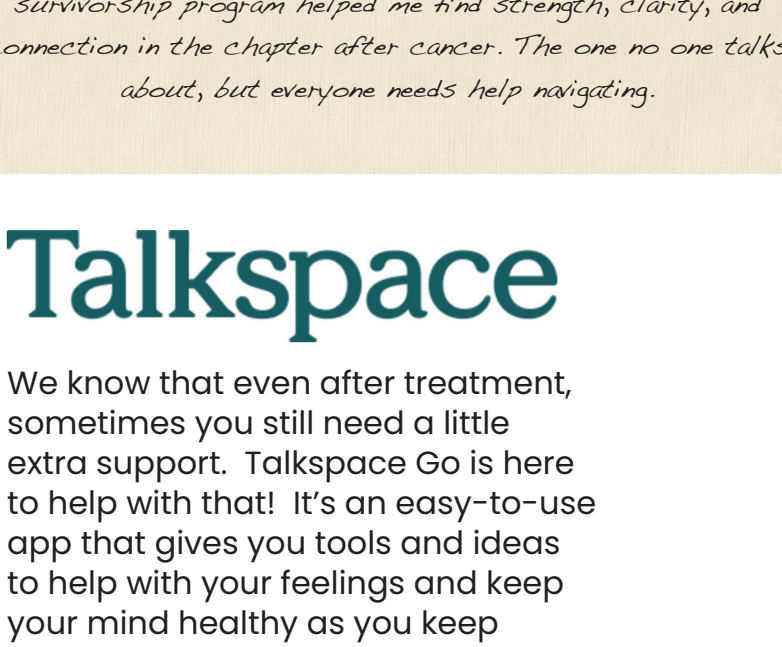 survivorship program helped me find strength, clarity, and
connection in the chapter after cancer. The one no one talks
about, but everyone needs help navigating.
Talkspace
We know that even after treatment,
sometimes you still need a little
extra support. Talkspace Go is here
to help with that! It’s an easy-to-use
app that gives you tools and ideas
to help with your feelings and keep
your mind healthy as you keep